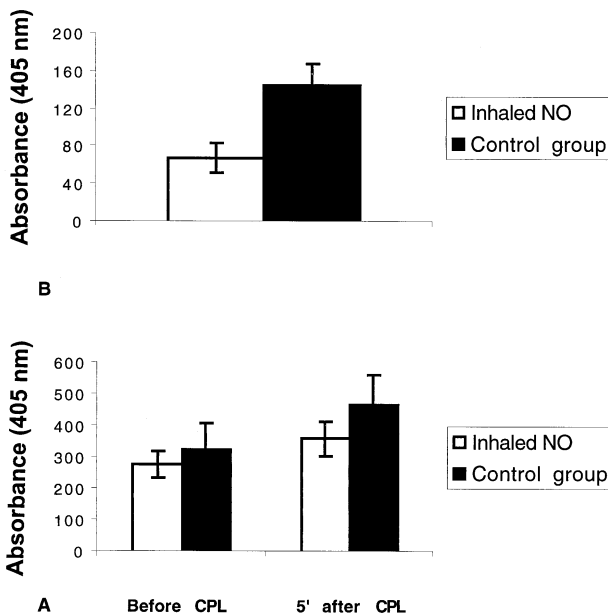 200
160
120
80
40
0
Absorbance (405 nm)
Inhaled NO
Control group
B
600
500
400
300
200
100
0
Absorbance (405 nm)
Inhaled NO
Control group
A
Before CPL
5' after CPL